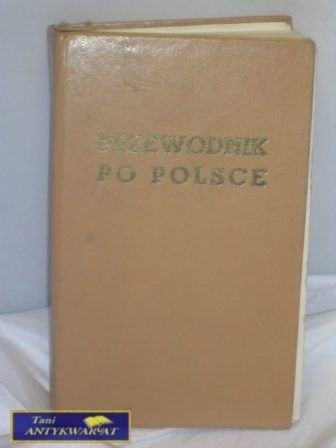 PRZEWODNIK
PO POLSCE
Tani
ANTYKWARIAT